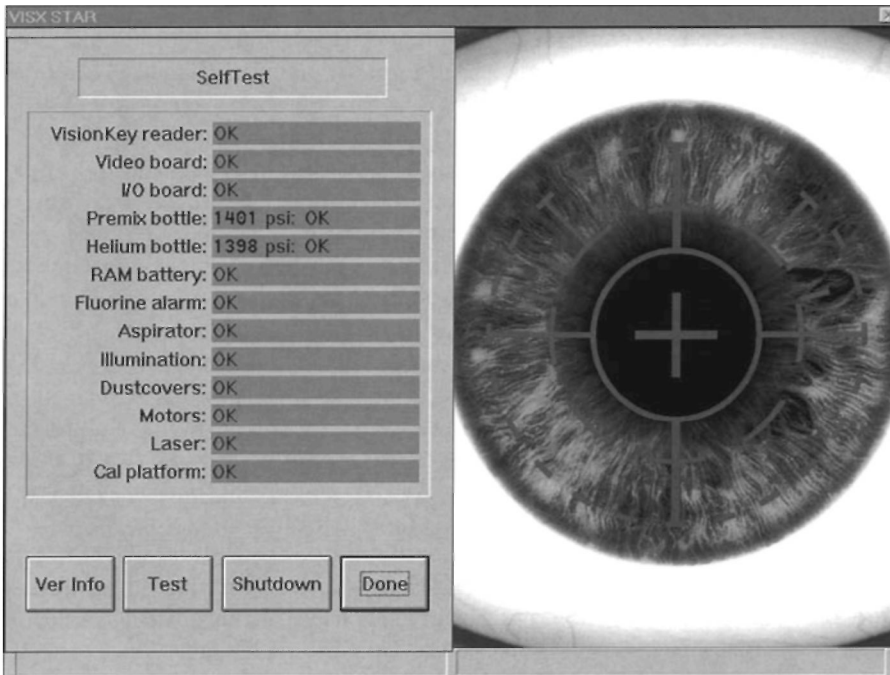 VISX STAR
SelfTest
VisionKey reader: OK
Video board: OK
I/O board: OK
Premix bottle: 1401 psi: OK
Helium bottle: 1398 psi: OK
RAM battery: OK
Fluorine alarm: OK
Aspirator: OK
Illumination: OK
Dustcovers: OK
Motors: OK
Laser: OK
Cal platform: OK
Ver Info Test Shutdown Done